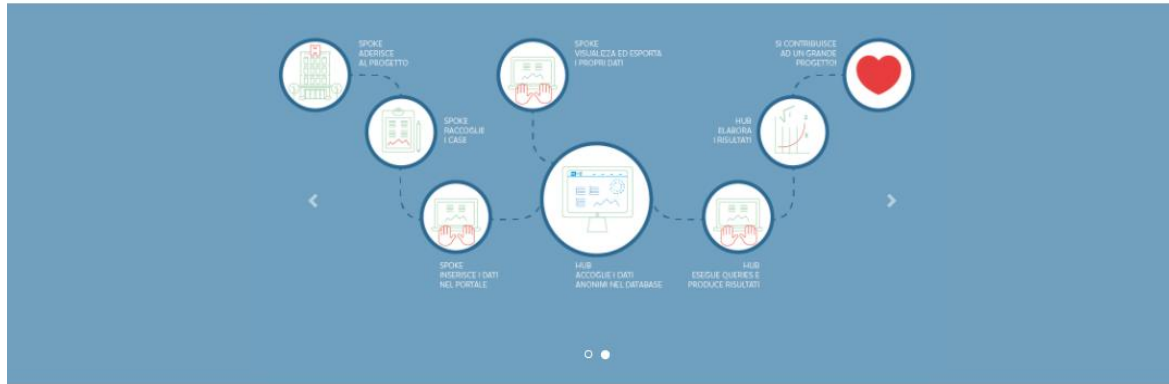 SPOKE
ADERISCE
AL PROGETTO
SPOKE
RACCOGLIE
I CASE
SPOKE
INSERISCE I DATI
NEL PORTALE
SPOKE
VISUALIZZA ED ESPORTA
I PROPRI DATI
HUB
ACCOGLIE I DATI
ANONIMI NEL DATABASE
HUB
ESEGUE QUERIES E
PRODUCE RISULTATI
HUB
ELABORA
I RISULTATI
SI CONTRIBUISCE
AD UN GRANDE
PROGETTO!